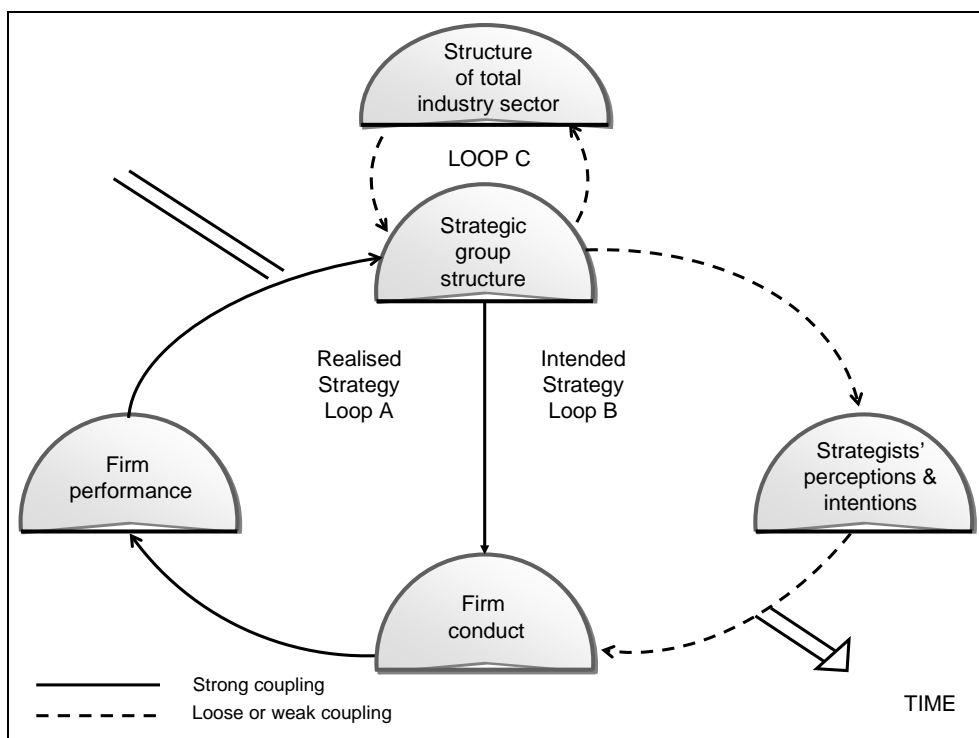 Structure
of total
industry sector
LOOP C
Strategic
group
structure
Realised
Strategy
Loop A
Intended
Strategy
Loop B
Firm
performance
Strategists’
perceptions &
intentions
Firm
conduct
Strong coupling
Loose or weak coupling
TIME